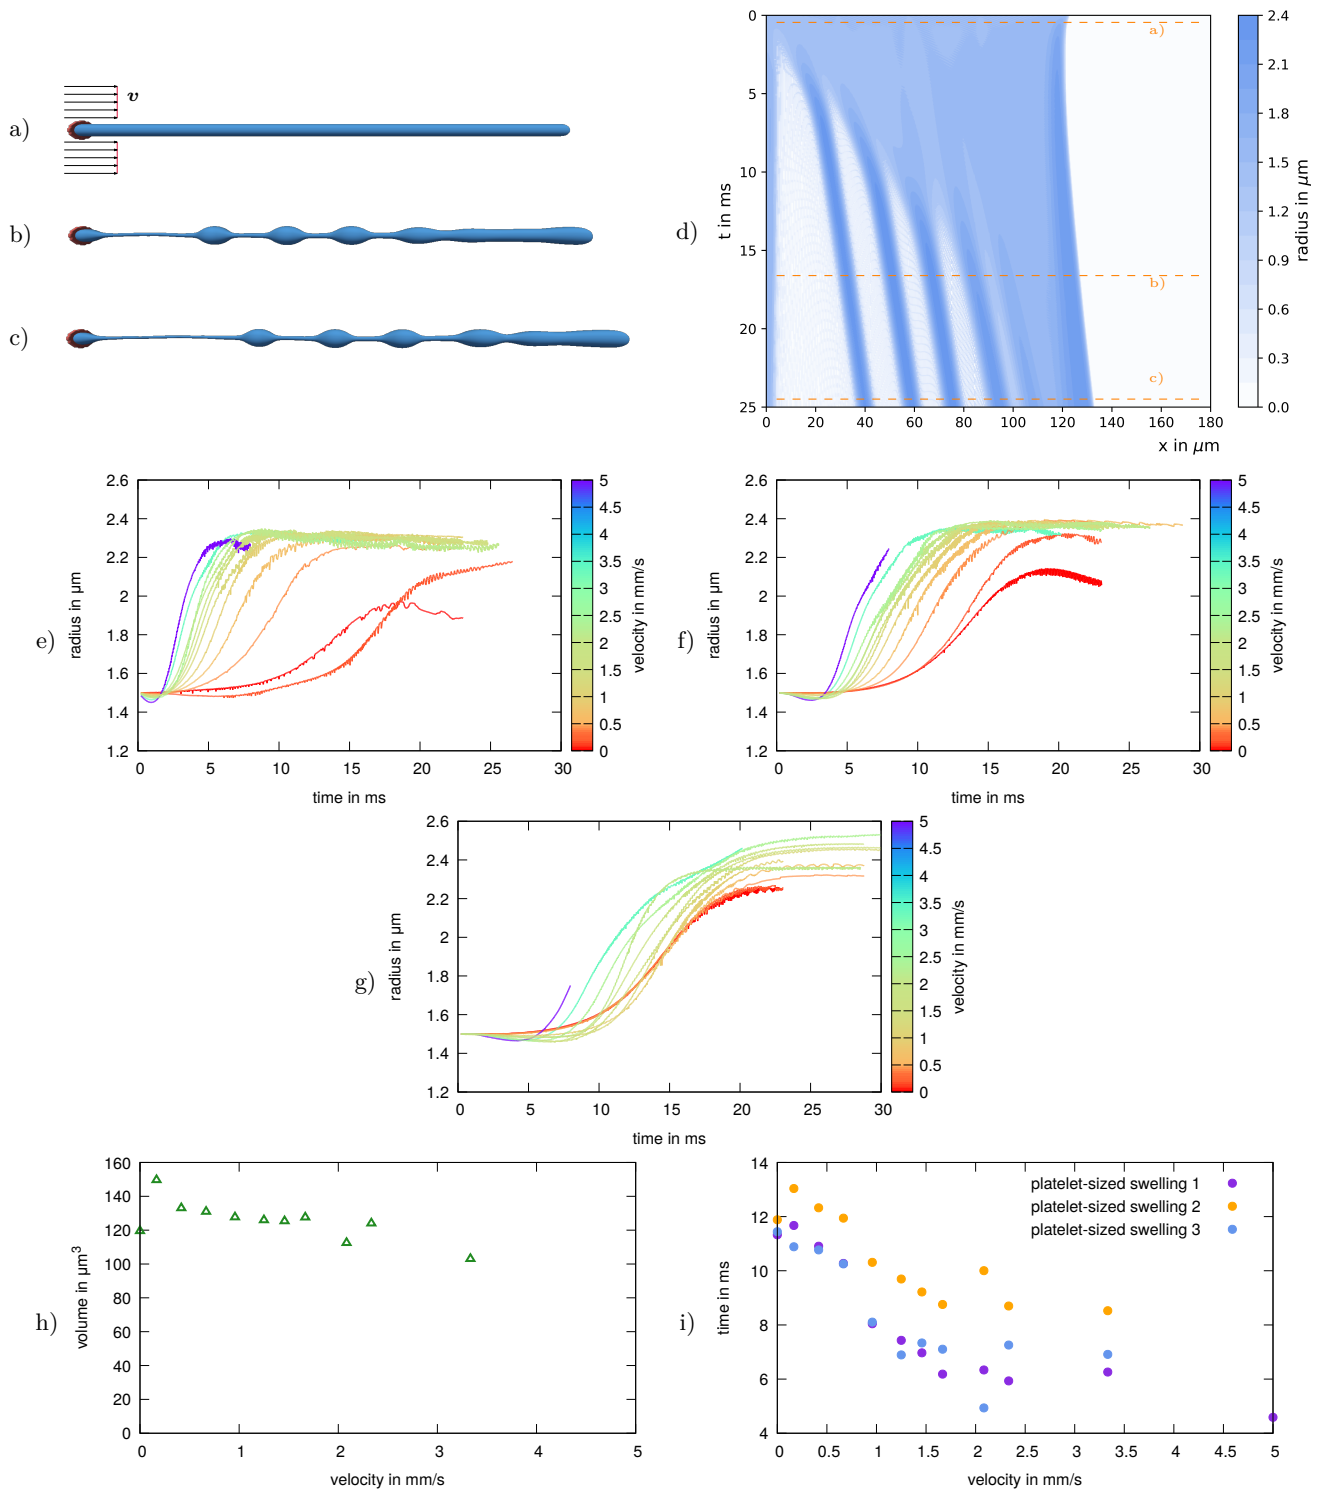 a)
v
b)
c)
d)
t in ms
0
5
10
15
20
25
a)
b)
c)
0 20 40 60 80 100 120 140 160 180
x in μm
2.4
2.1
1.8
1.5
1.2
0.9
0.6
0.3
0.0
radius in μm
e)
radius in μm
2.6
2.4
2.2
2
1.8
1.6
1.4
1.2
0 5 10 15 20 25 30
time in ms
5
4.5
4
3.5
3
2.5
2
1.5
1
0.5
0
velocity in mm/s
f)
radius in μm
2.6
2.4
2.2
2
1.8
1.6
1.4
1.2
0 5 10 15 20 25 30
time in ms
5
4.5
4
3.5
3
2.5
2
1.5
1
0.5
0
velocity in mm/s
g)
radius in μm
2.6
2.4
2.2
2
1.8
1.6
1.4
1.2
0 5 10 15 20 25 30
time in ms
5
4.5
4
3.5
3
2.5
2
1.5
1
0.5
0
velocity in mm/s
h)
volume in μm³
160
140
120
100
80
60
40
20
0
0 1 2 3 4 5
velocity in mm/s
i)
time in ms
14
12
10
8
6
4
platelet-sized swelling 1
platelet-sized swelling 2
platelet-sized swelling 3
0 0.5 1 1.5 2 2.5 3 3.5 4 4.5 5
velocity in mm/s